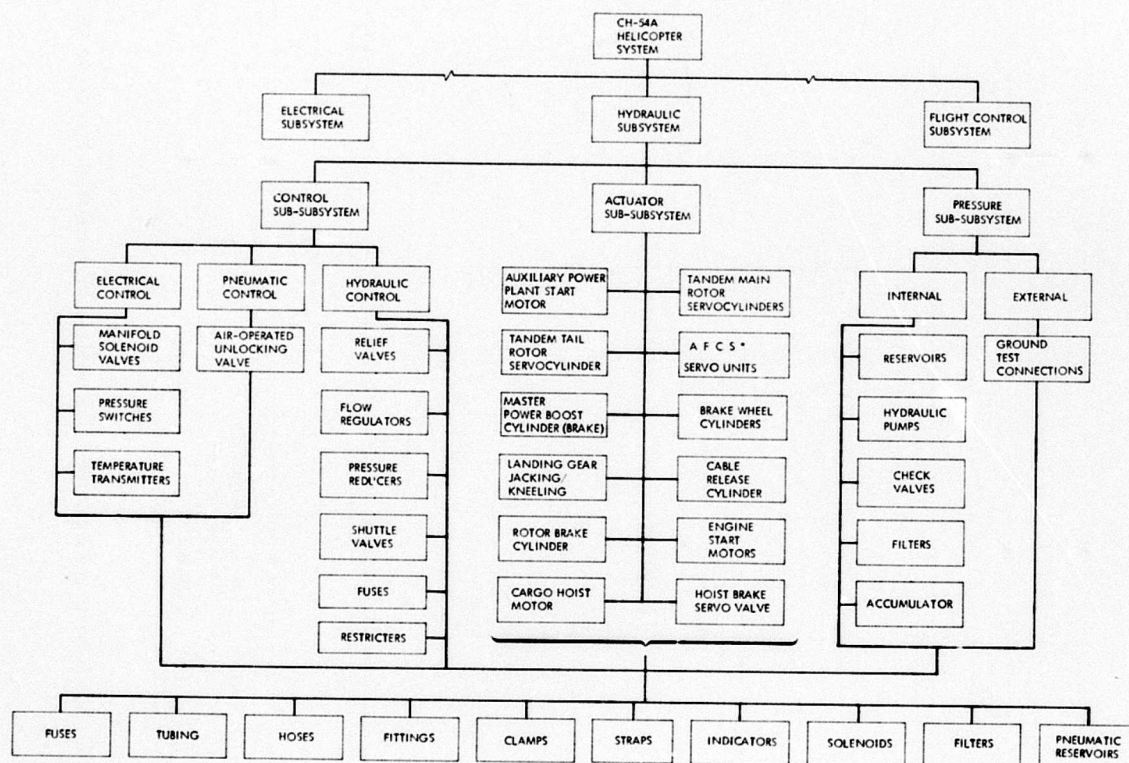 CH-54A
HELICOPTER
SYSTEM
ELECTRICAL
SUBSYSTEM
HYDRAULIC
SUBSYSTEM
FLIGHT CONTROL
SUBSYSTEM
CONTROL
SUB-SUBSYSTEM
ACTUATOR
SUB-SUBSYSTEM
PRESSURE
SUB-SUBSYSTEM
ELECTRICAL
CONTROL
PNEUMATIC
CONTROL
HYDRAULIC
CONTROL
MANIFOLD
SOLENOID
VALVES
PRESSURE
SWITCHES
TEMPERATURE
TRANSMITTERS
AIR-OPERATED
UNLOCKING
VALVE
RELIEF
VALVES
FLOW
REGULATORS
PRESSURE
REDUCERS
SHUTTLE
VALVES
FUSES
RESTRICTERS
AUXILIARY POWER
PLANT START
MOTOR
TANDEM MAIN
ROTOR
SERVOCYLINDERS
TANDEM TAIL
ROTOR
SERVOCYLINDER
A F C S *
SERVO UNITS
MASTER
POWER BOOST
CYLINDER (BRAKE)
BRAKE WHEEL
CYLINDERS
LANDING GEAR
JACKING/
KNEELING
CABLE
RELEASE
CYLINDER
ROTOR BRAKE
CYLINDER
ENGINE
START
MOTORS
CARGO HOIST
MOTOR
HOIST BRAKE
SERVO VALVE
INTERNAL
EXTERNAL
RESERVOIRS
HYDRAULIC
PUMPS
CHECK
VALVES
FILTERS
ACCUMULATOR
GROUND
TEST
CONNECTIONS
FUSES
TUBING
HOSES
FITTINGS
CLAMPS
STRAPS
INDICATORS
SOLENOIDS
FILTERS
PNEUMATIC
RESERVOIRS